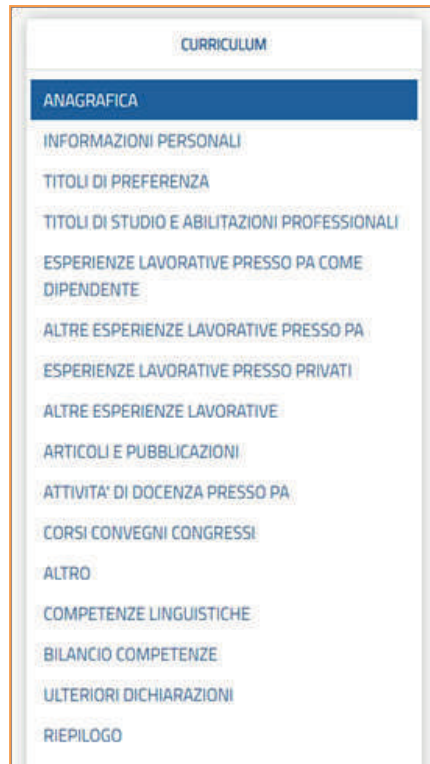 CURRICULUM
ANAGRAFICA
INFORMAZIONI PERSONALI
TITOLI DI PREFERENZA
TITOLI DI STUDIO E ABILITAZIONI PROFESSIONALI
ESPERIENZE LAVORATIVE PRESSO PA COME
DIPENDENTE
ALTRE ESPERIENZE LAVORATIVE PRESSO PA
ESPERIENZE LAVORATIVE PRESSO PRIVATI
ALTRE ESPERIENZE LAVORATIVE
ARTICOLI E PUBBLICAZIONI
ATTIVITA' DI DOCENZA PRESSO PA
CORSI CONVEGNI CONGRESSI
ALTRO
COMPETENZE LINGUISTICHE
BILANCIO COMPETENZE
ULTERIORI DICHIARAZIONI
RIEPILOGO